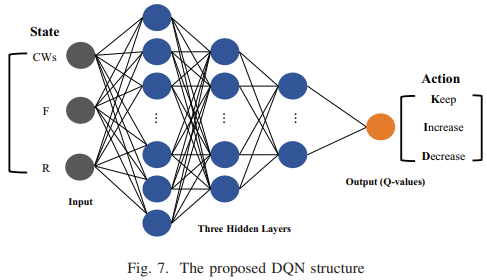 State
CWs
F
R
Input
⋮
⋮
⋮
Three Hidden Layers
Output (Q-values)
Action
Keep
Increase
Decrease
Fig. 7. The proposed DQN structure